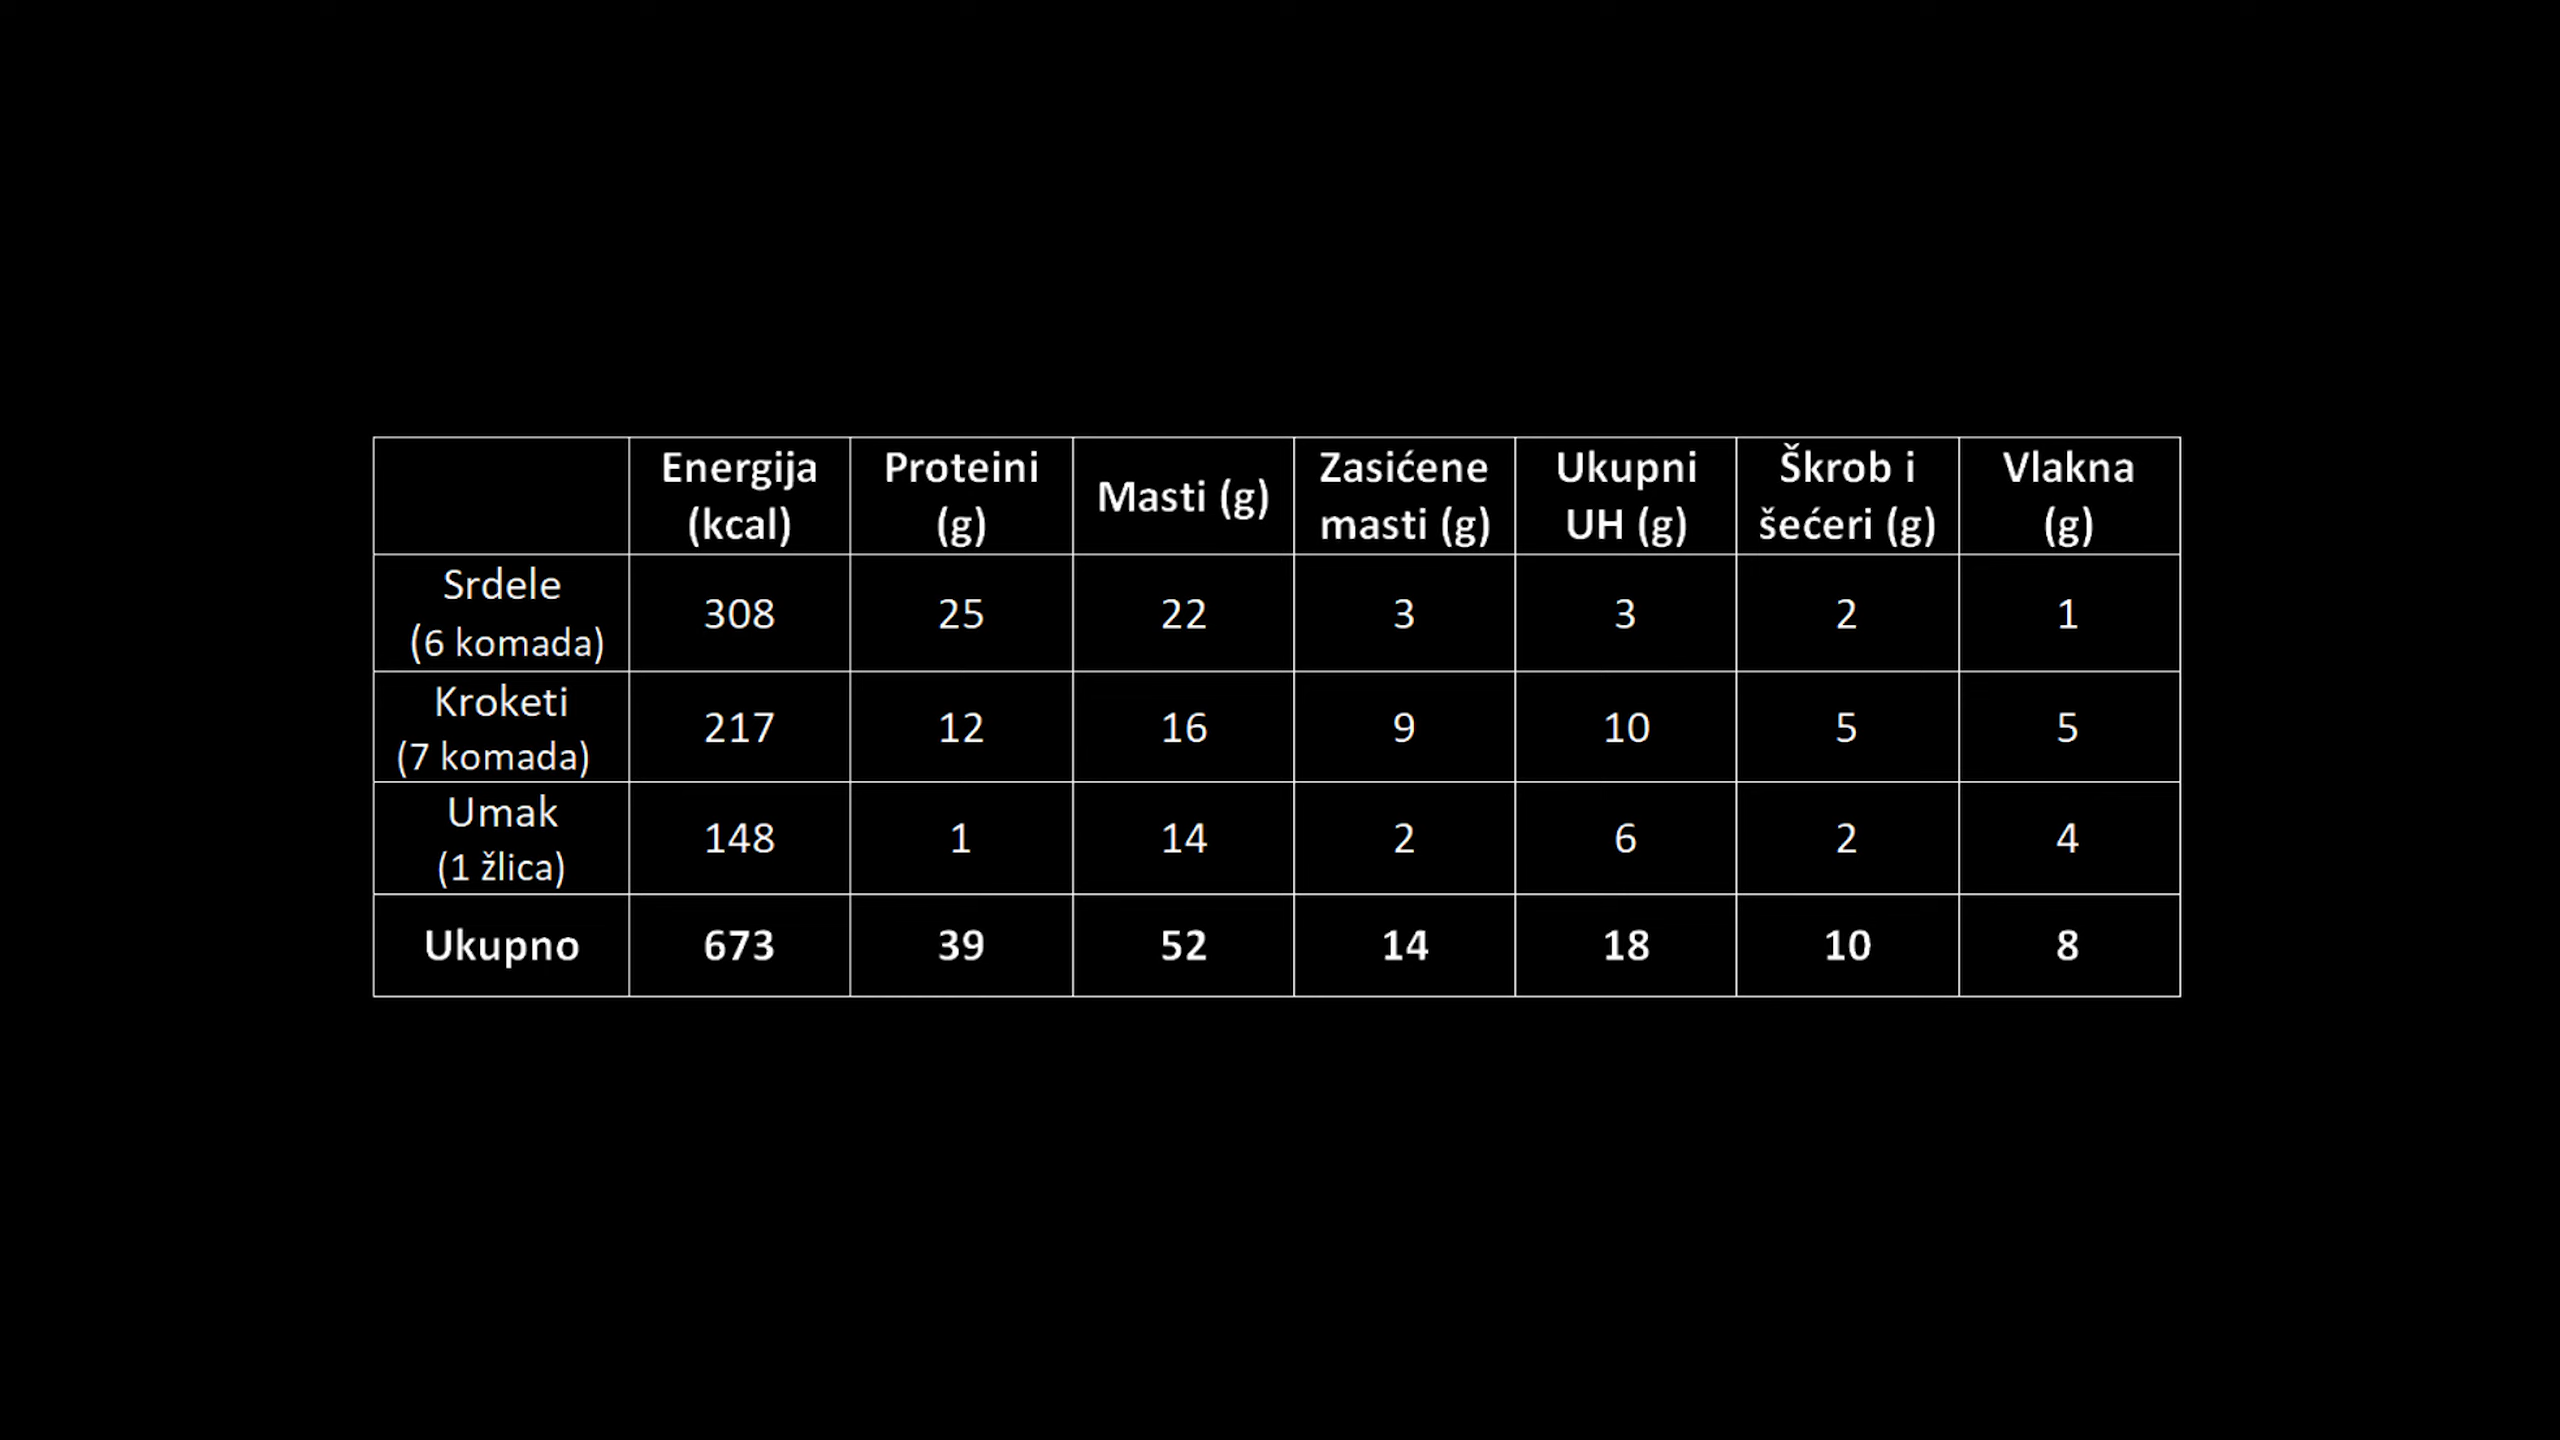 Energija (kcal) Proteini (g) Masti (g) Zasićene masti (g) Ukupni UH (g) Škrob i šećeri (g) Vlakna (g)
Srdele (6 komada) 308 25 22 3 3 2 1
Kroketi (7 komada) 217 12 16 9 10 5 5
Umak (1 žlica) 148 1 14 2 6 2 4
Ukupno 673 39 52 14 18 10 8